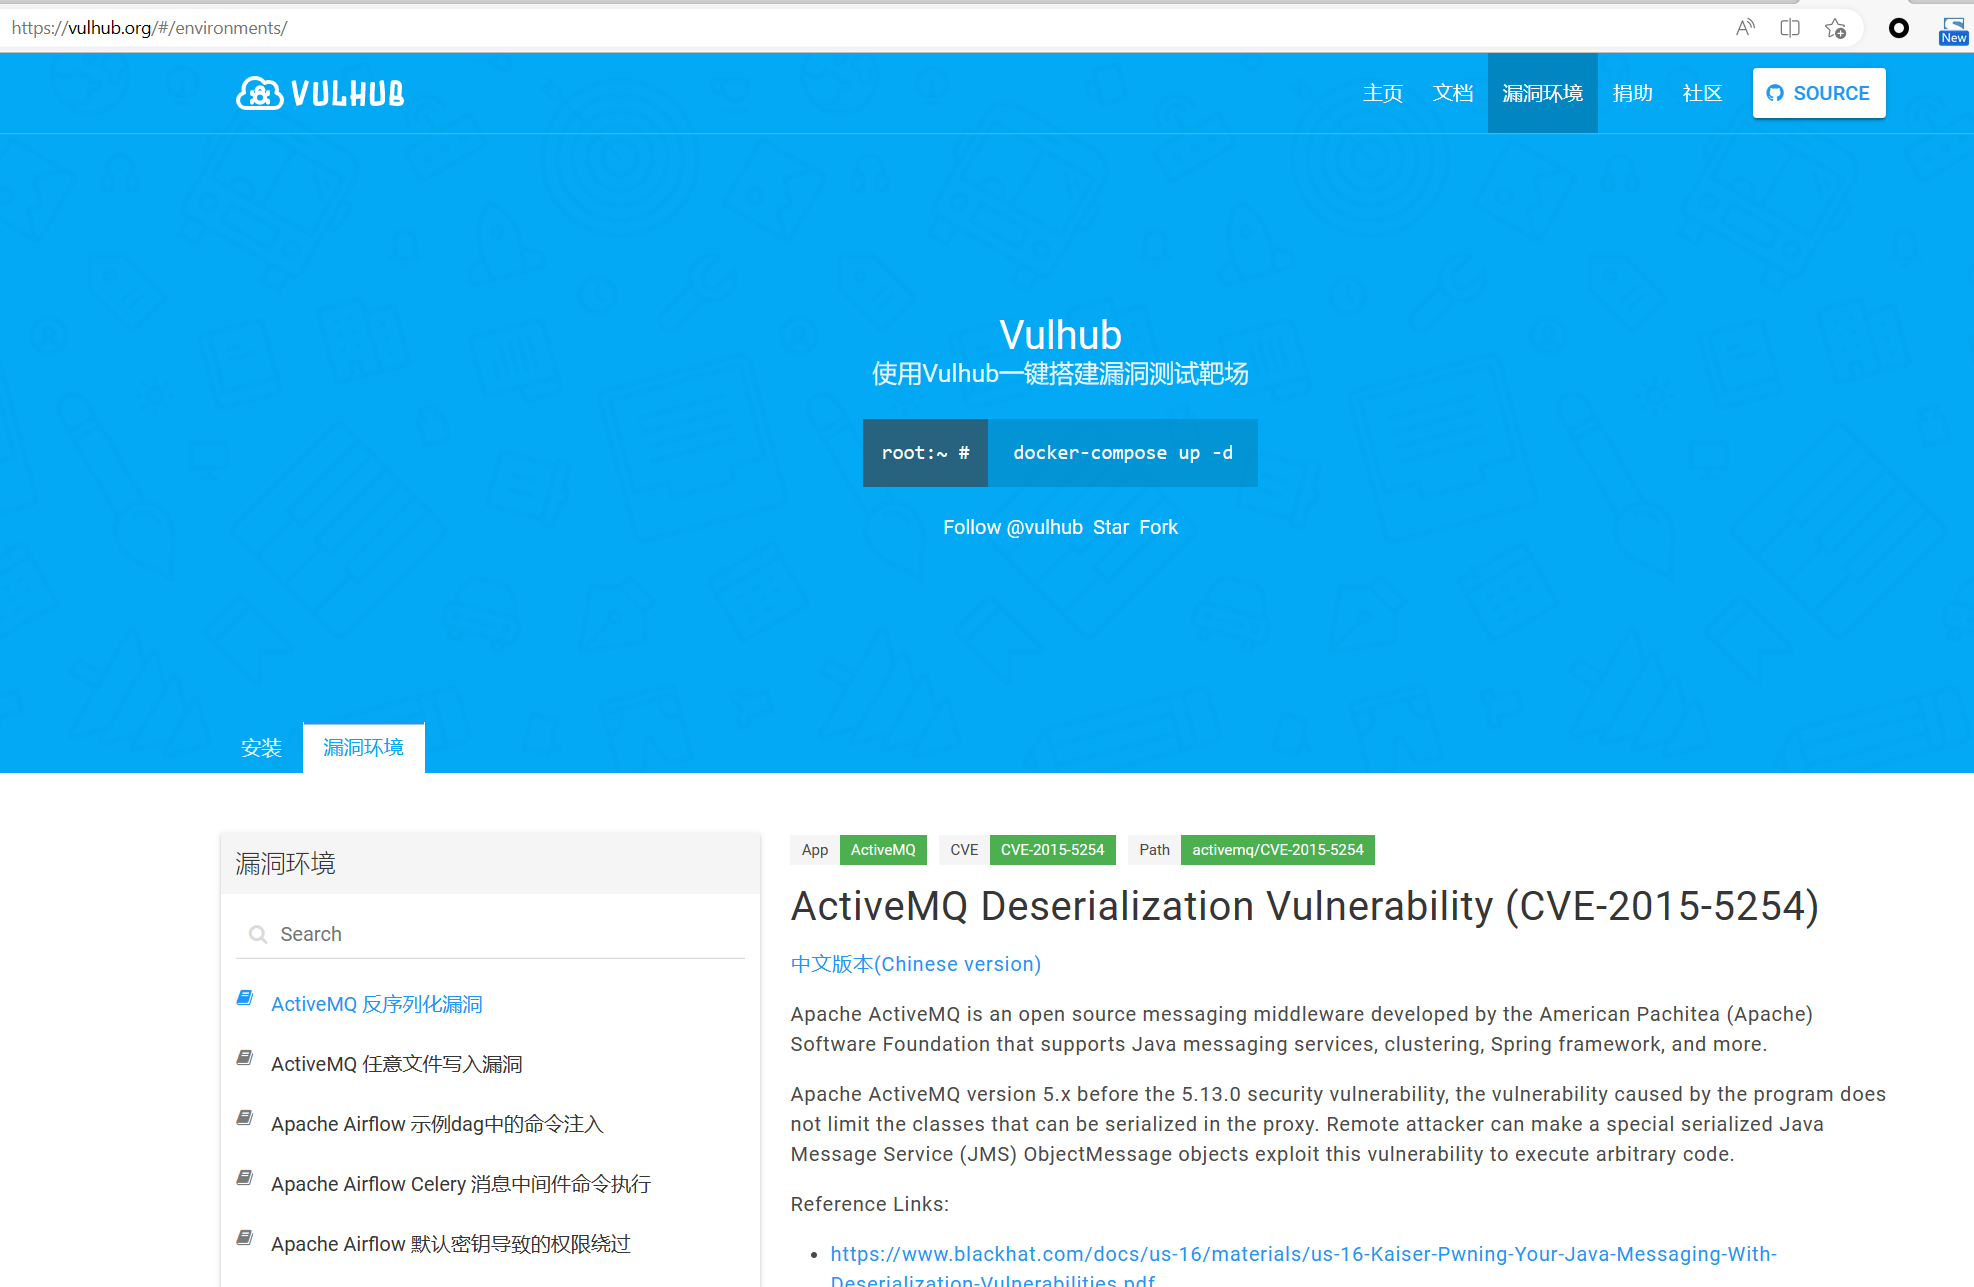 https://vulhub.org/#/environments/
New
VULHUB
主页 文档 漏洞环境 捐助 社区 SOURCE
Vulhub
使用Vulhub一键搭建漏洞测试靶场
root:~ # docker-compose up -d
Follow @vulhub Star Fork
安装 漏洞环境
漏洞环境
Search
ActiveMQ 反序列化漏洞
ActiveMQ 任意文件写入漏洞
Apache Airflow 示例dag中的命令注入
Apache Airflow Celery 消息中间件命令执行
Apache Airflow 默认密钥导致的权限绕过
App ActiveMQ CVE CVE-2015-5254 Path activemq/CVE-2015-5254
ActiveMQ Deserialization Vulnerability (CVE-2015-5254)
中文版本(Chinese version)
Apache ActiveMQ is an open source messaging middleware developed by the American Pachitea (Apache)
Software Foundation that supports Java messaging services, clustering, Spring framework, and more.
Apache ActiveMQ version 5.x before the 5.13.0 security vulnerability, the vulnerability caused by the program does
not limit the classes that can be serialized in the proxy. Remote attacker can make a special serialized Java
Message Service (JMS) ObjectMessage objects exploit this vulnerability to execute arbitrary code.
Reference Links:
https://www.blackhat.com/docs/us-16/materials/us-16-Kaiser-Pwning-Your-Java-Messaging-With-
Deserialization-Vulnerabilities.pdf